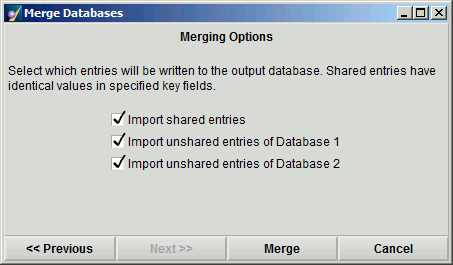 Merge Databases
Merging Options
Select which entries will be written to the output database. Shared entries have
identical values in specified key fields.
Import shared entries
Import unshared entries of Database 1
Import unshared entries of Database 2
<< Previous
Next >>
Merge
Cancel